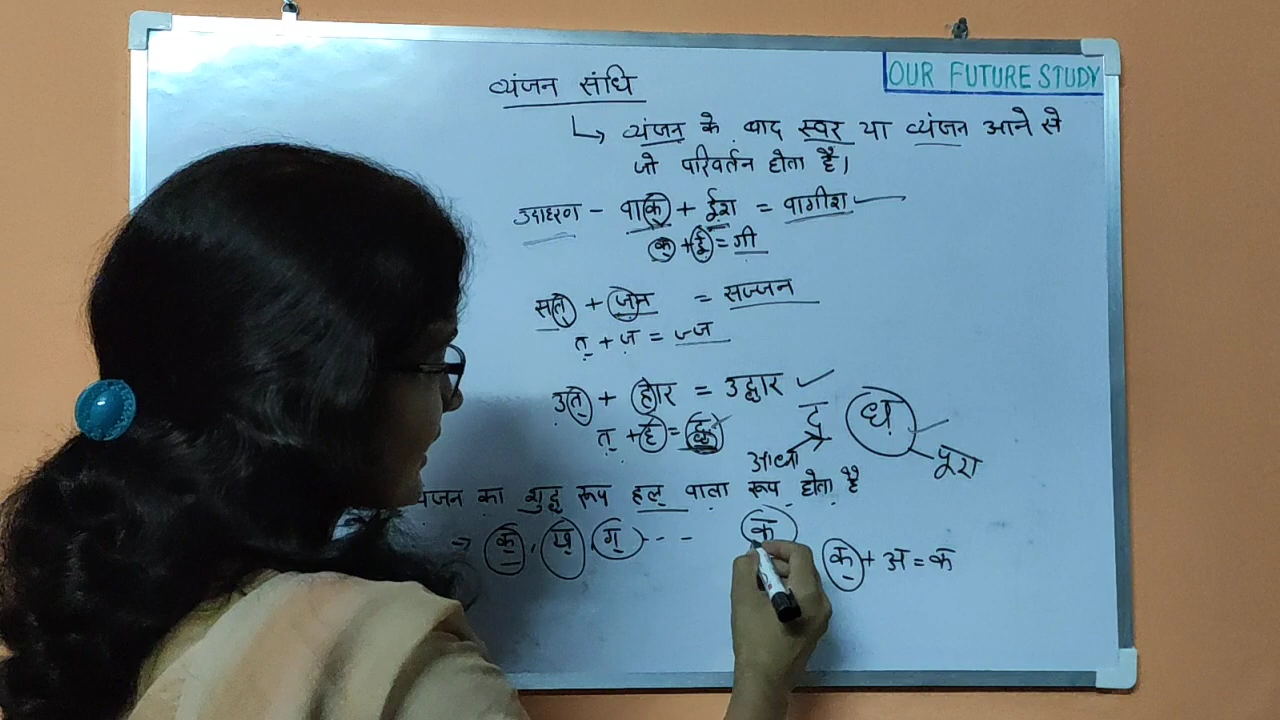 OUR FUTURE STUDY
व्यंजन संधि
↳ व्यंजन के बाद स्वर या व्यंजन आने से
जो परिवर्तन होता है।
उदाहरण - वाक् + ईश = वागीश
क् + ई = गी
सत् + जन = सज्जन
त् + ज = ज्ज
उत् + हार = उद्धार
त् + ह =
द् ध
आधा पूरा
व्यंजन का शुद्ध रूप हल् वाला रूप होता है
→ क्, ख्, ग् --- क
क् + अ = क